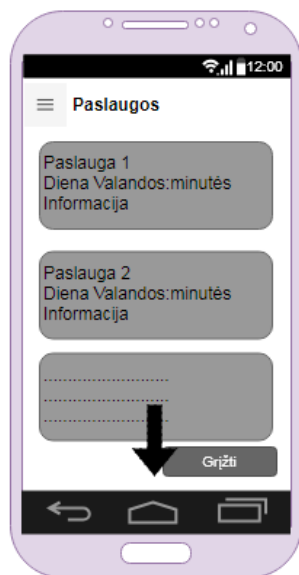 12:00
Paslaugos
Paslauga 1
Diena Valandos:minutės
Informacija
Paslauga 2
Diena Valandos:minutės
Informacija
........................
........................
........................
Grįžti